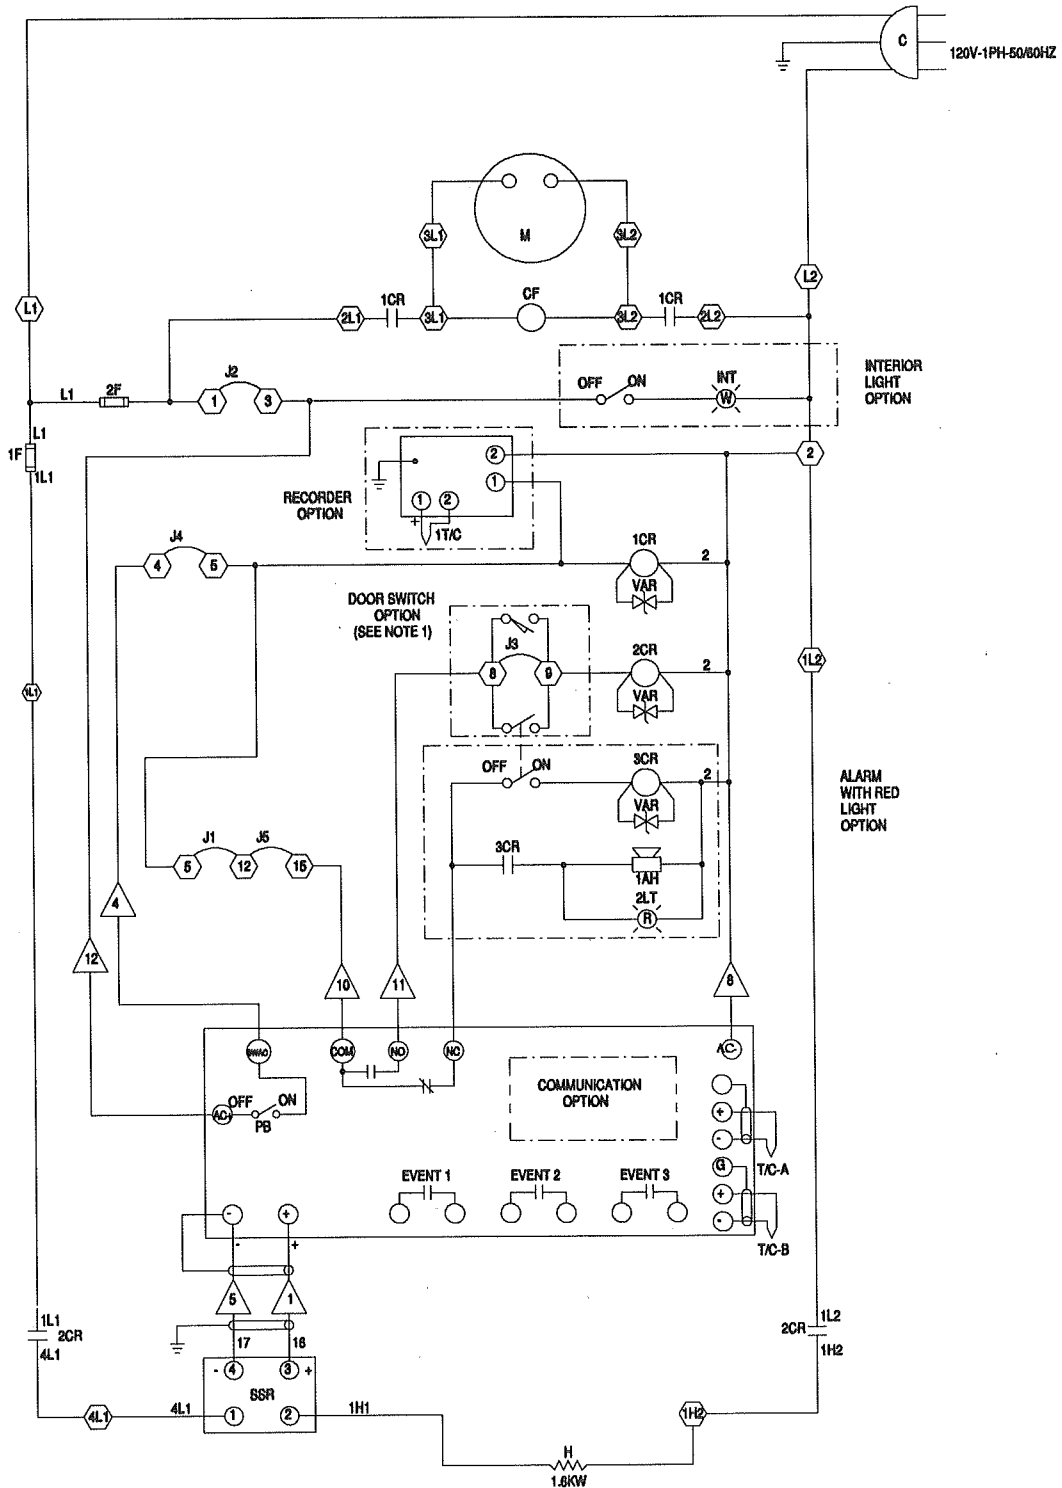 C
120V-1PH-50/60HZ
M
3L1
3L2
L1
L2
CF
1CR
1CR
2L1
3L1
3L2
2L2
J2
L1
2F
1
3
OFF
ON
INT
W
INTERIOR
LIGHT
OPTION
L1
1F
1L1
2
2
1
1
2
+
1T/C
RECORDER
OPTION
J4
4
5
1CR
2
VAR
DOOR SWITCH
OPTION
(SEE NOTE 1)
J3
8
9
2CR
2
VAR
1L1
1L2
OFF
ON
3CR
2
VAR
3CR
1AH
2LT
R
ALARM
WITH RED
LIGHT
OPTION
J1
J5
5
12
15
4
12
10
11
8
COM
NO
NC
AC-
AC+
OFF
ON
PB
COMMUNICATION
OPTION
+
-
T/C-A
G
+
-
T/C-B
EVENT 1
EVENT 2
EVENT 3
-
+
-
+
5
1
17
16
- 4
3 +
SSR
1
2
1L1
2CR
4L1
4L1
4L1
1H1
1L2
2CR
1H2
1H2
H
1.6KW